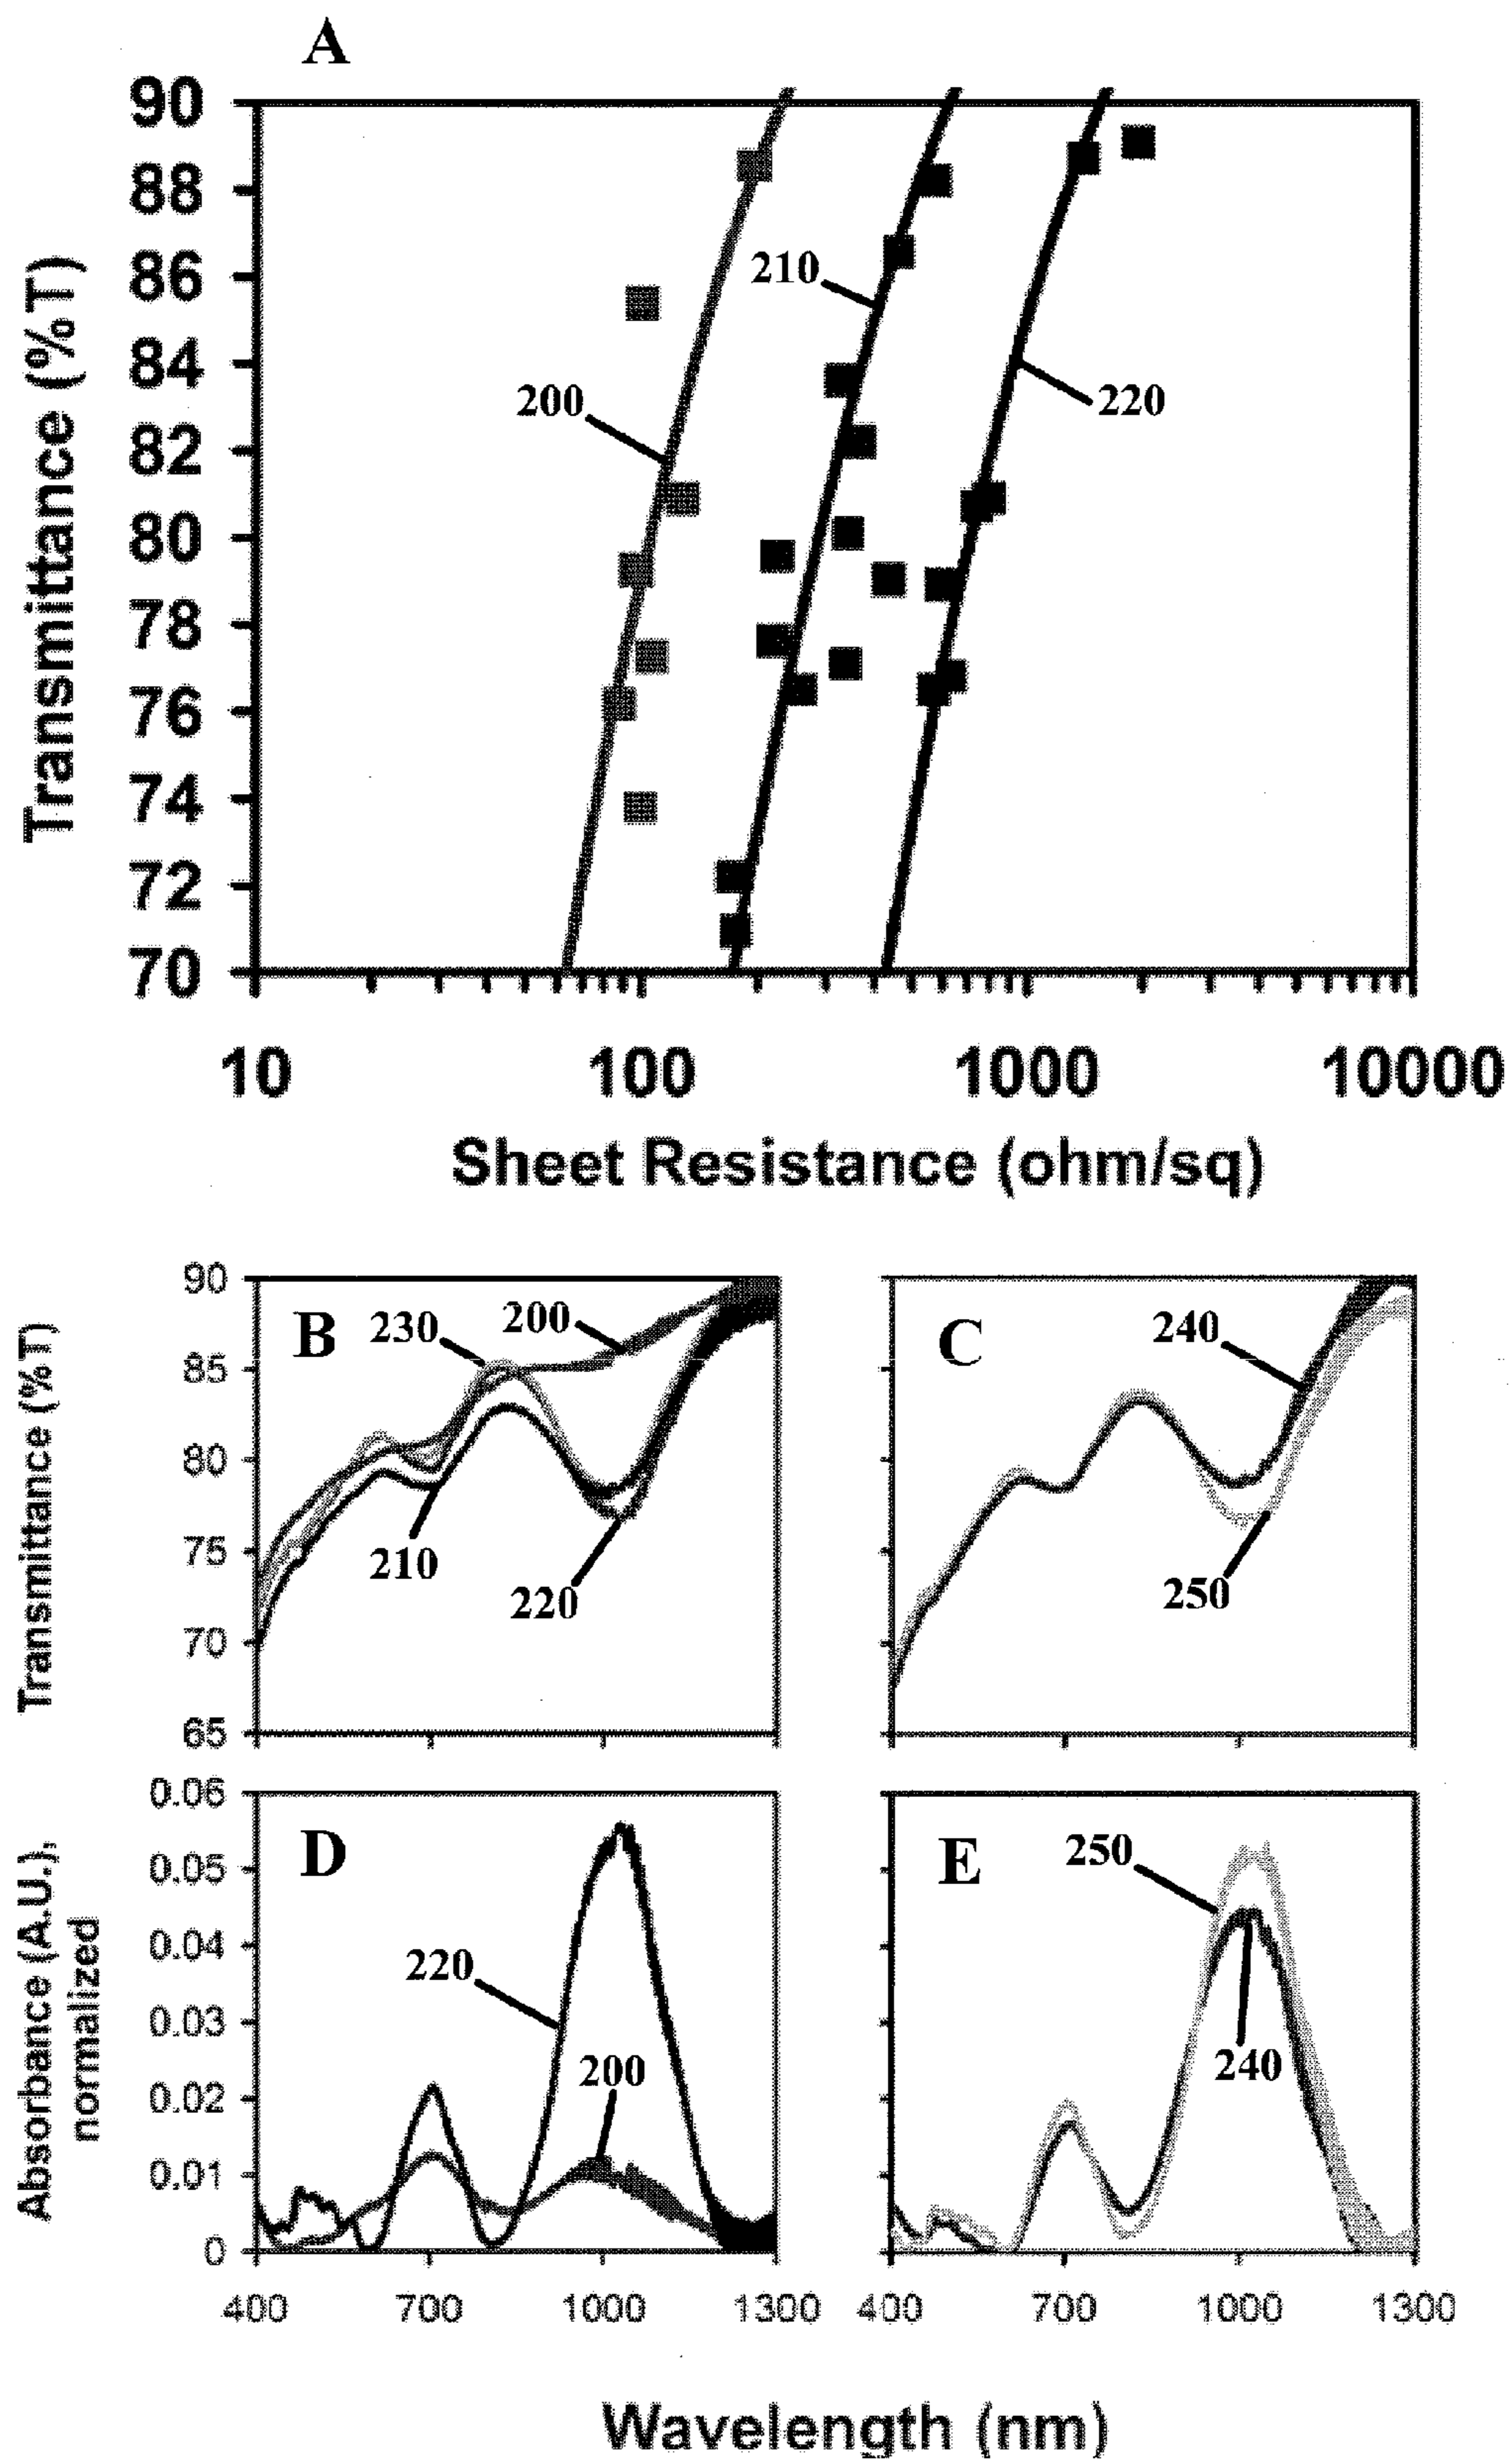 A
90
88
86
84
82
80
78
76
74
72
70
Transmittance (%T)
200
210
220
10 100 1000 10000
Sheet Resistance (ohm/sq)
B
230
200
210
220
90
85
80
75
70
65
Transmittance (%T)
C
240
250
D
220
200
0.06
0.05
0.04
0.03
0.02
0.01
0
Absorbance (A.U.),
normalized
E
250
240
400 700 1000 1300 400 700 1000 1300
Wavelength (nm)